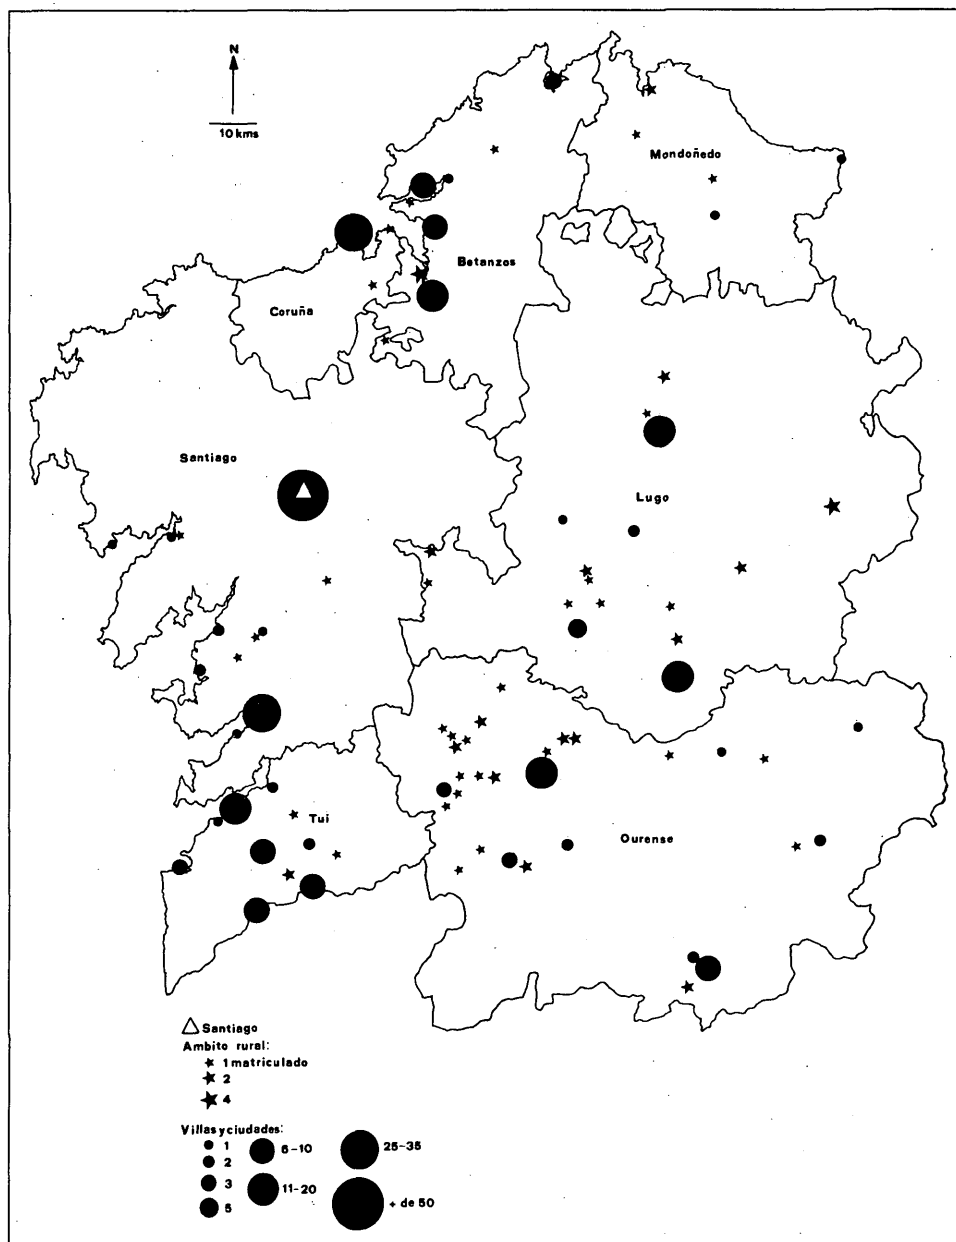 N
10 kms
Mondoñedo
Betanzos
Coruña
Santiago
Lugo
Tui
Ourense
Santiago
Ambito rural:
1 matriculado
2
4
Villas y ciudades:
1
2
3
5
6-10
11-20
25-35
+ de 50